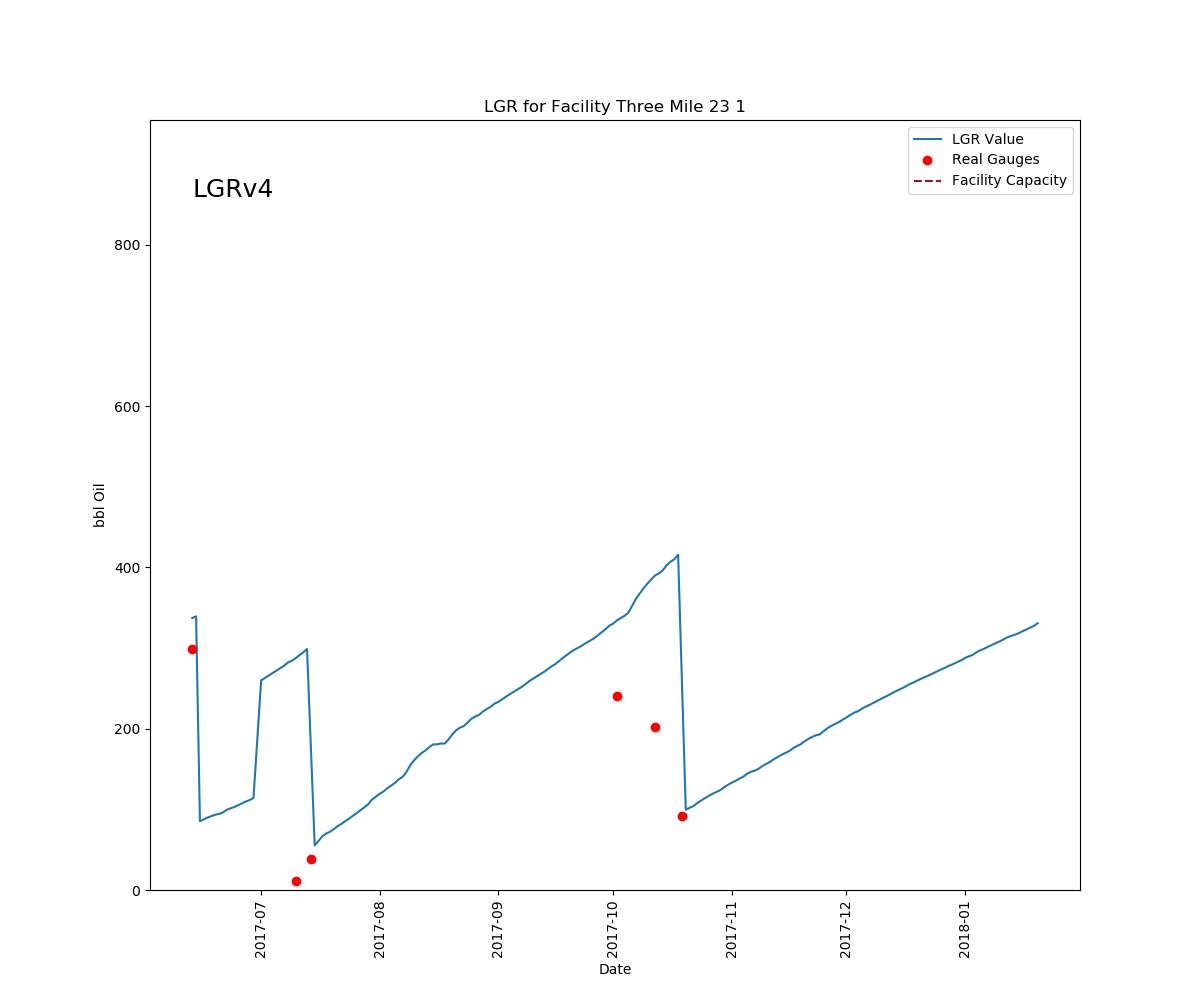 LGR for Facility Three Mile 23 1
LGRv4
LGR Value
Real Gauges
Facility Capacity
bbl Oil
800
600
400
200
0
2017-07
2017-08
2017-09
2017-10
2017-11
2017-12
2018-01
Date